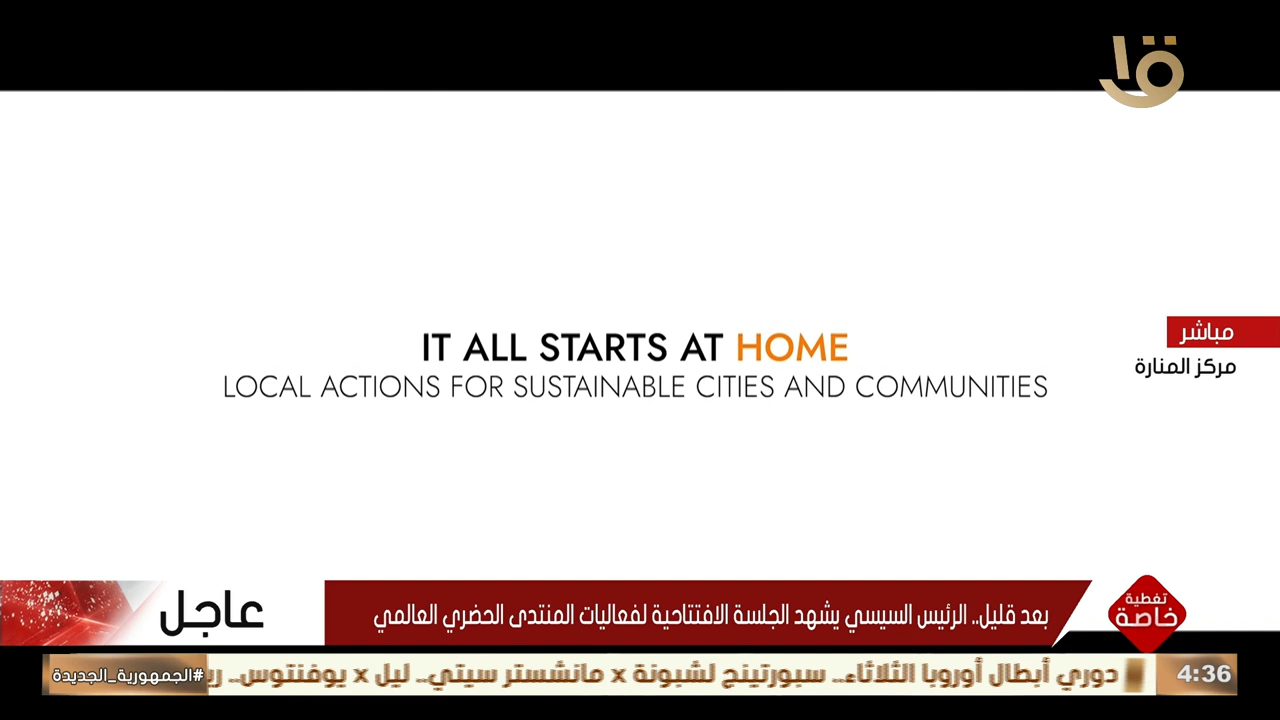 IT ALL STARTS AT HOME
LOCAL ACTIONS FOR SUSTAINABLE CITIES AND COMMUNITIES
مباشر
مركز المنارة
تغطية
خاصة
بعد قليل.. الرئيس السيسي يشهد الجلسة الافتتاحية لفعاليات المنتدى الحضري العالمي
عاجل
4:36
دوري أبطال أوروبا الثلاثاء.. سبورتينج لشبونة x مانشستر سيتي.. ليل x يوفنتوس..
#الجمهورية_الجديدة